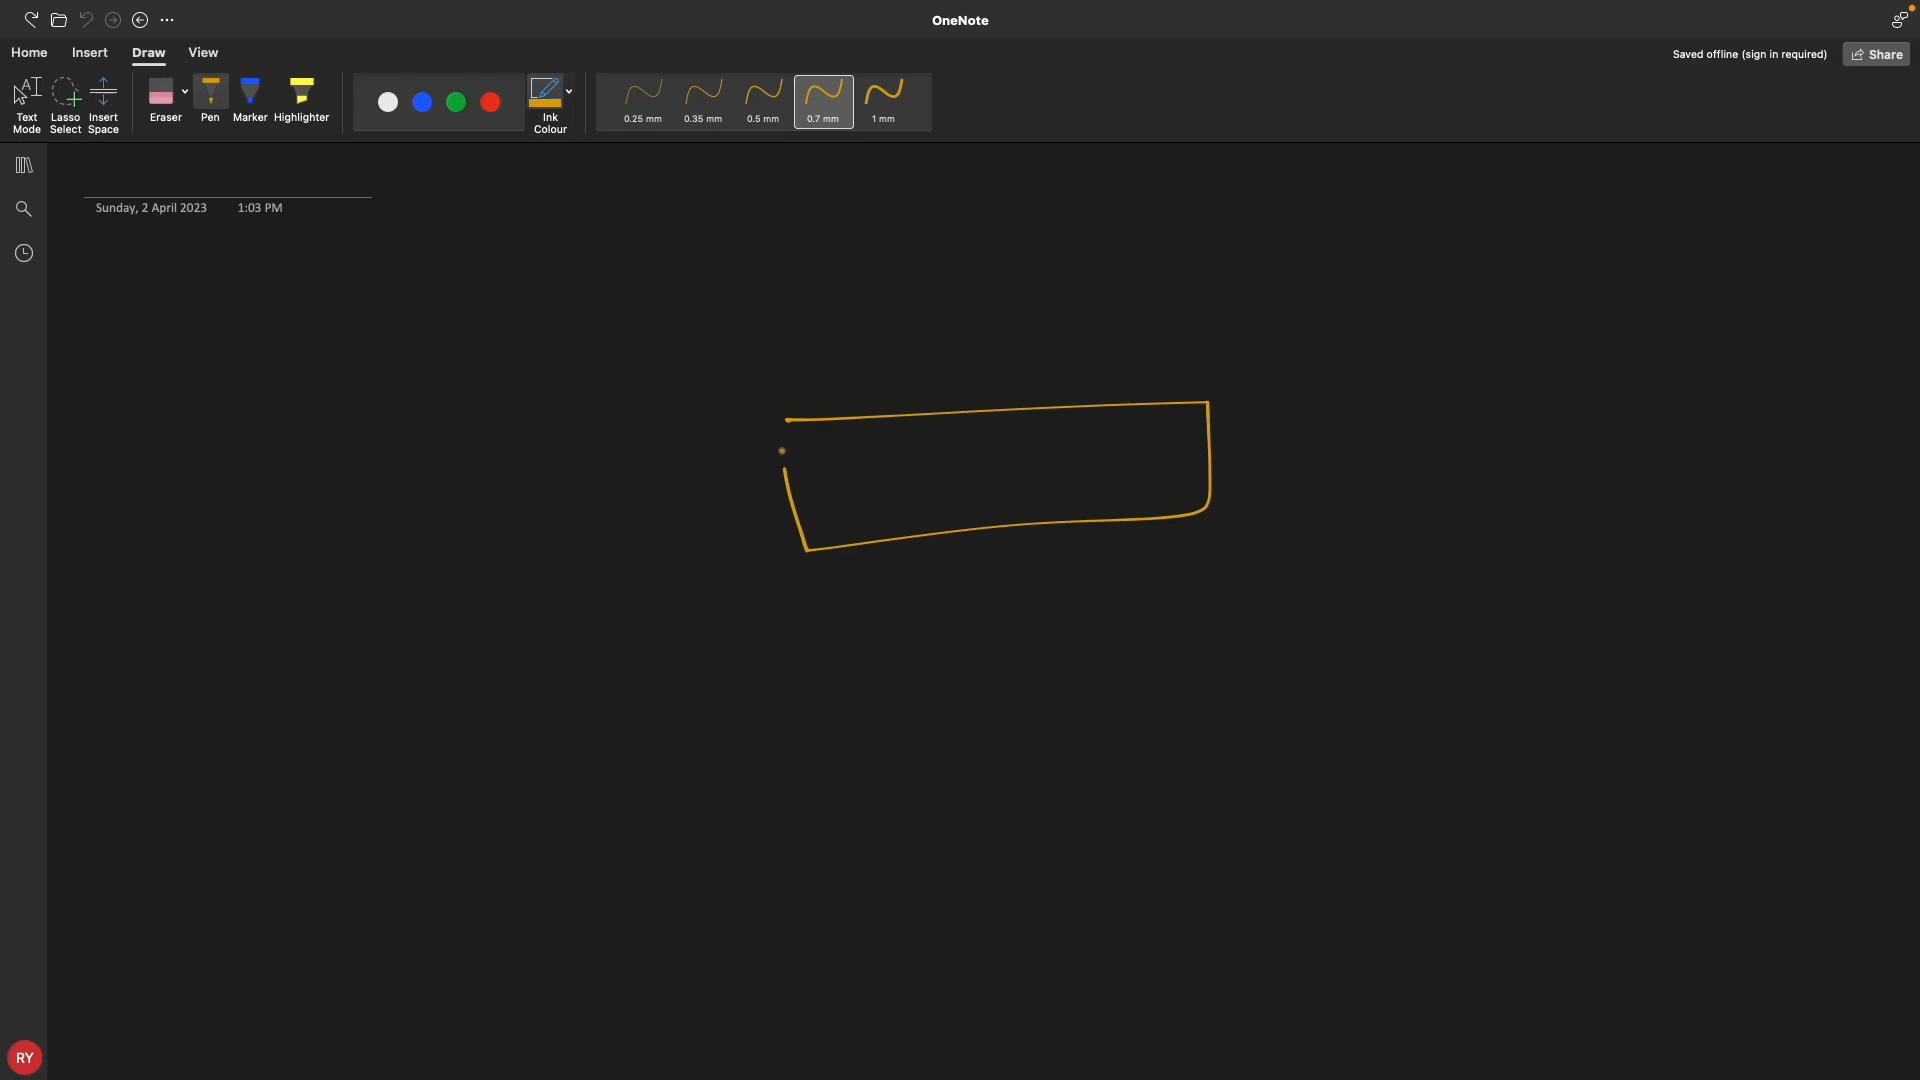 OneNote
Home Insert Draw View
Saved offline (sign in required) Share
Text Mode
Lasso Select
Insert Space
Eraser
Pen
Marker
Highlighter
Ink Colour
0.25 mm
0.35 mm
0.5 mm
0.7 mm
1 mm
Sunday, 2 April 2023 1:03 PM
RY